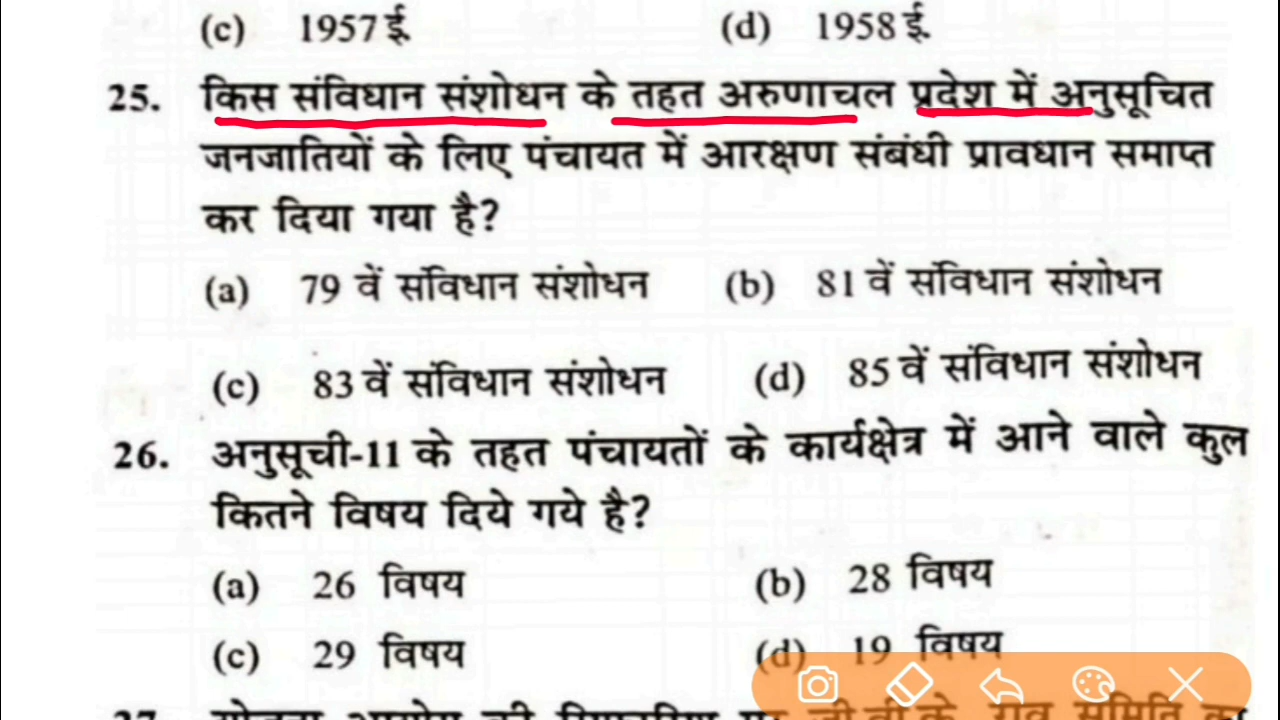 (c) 1957 ई. (d) 1958 ई.
25. किस संविधान संशोधन के तहत अरुणाचल प्रदेश में अनुसूचित
जनजातियों के लिए पंचायत में आरक्षण संबंधी प्रावधान समाप्त
कर दिया गया है?
(a) 79 वें संविधान संशोधन (b) 81 वें संविधान संशोधन
(c) 83 वें संविधान संशोधन (d) 85 वें संविधान संशोधन
26. अनुसूची-11 के तहत पंचायतों के कार्यक्षेत्र में आने वाले कुल
कितने विषय दिये गये है?
(a) 26 विषय (b) 28 विषय
(c) 29 विषय (d) 19 विषय